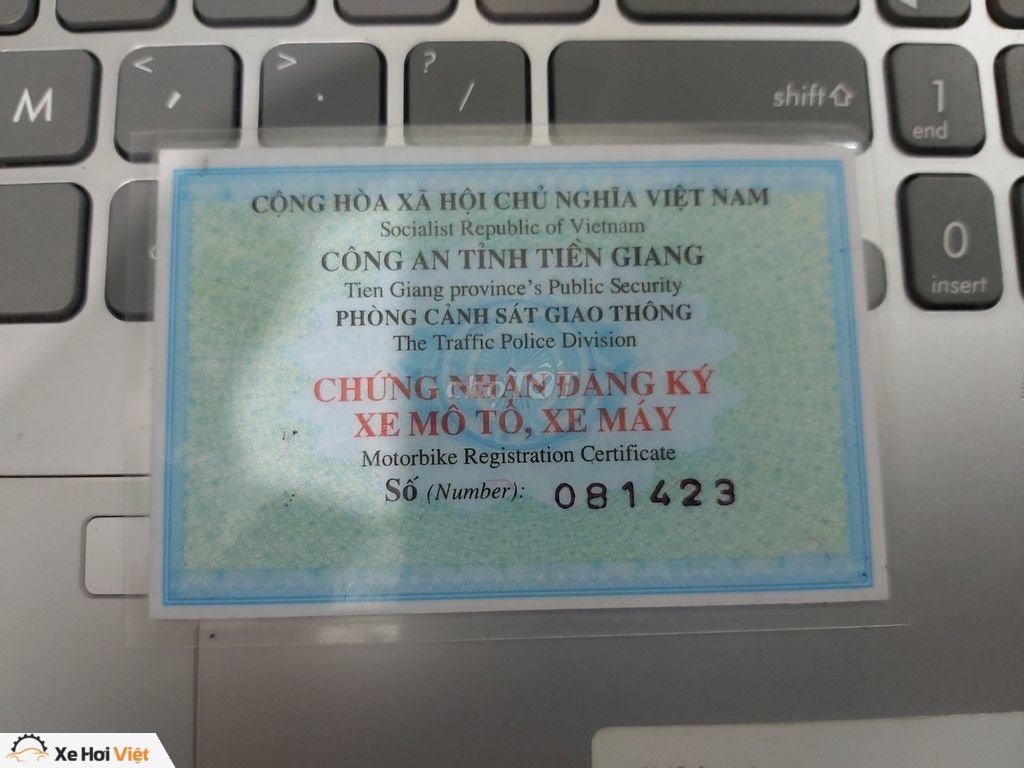 M
<
,
>
.
?
/
shift
1
end
0
insert
CỘNG HÒA XÃ HỘI CHỦ NGHĨA VIỆT NAM
Socialist Republic of Vietnam
CÔNG AN TỈNH TIỀN GIANG
Tien Giang province's Public Security
PHÒNG CẢNH SÁT GIAO THÔNG
The Traffic Police Division
CHỨNG NHẬN ĐĂNG KÝ
XE MÔ TÔ, XE MÁY
Motorbike Registration Certificate
Số (Number): 081423
Xe Hơi Việt